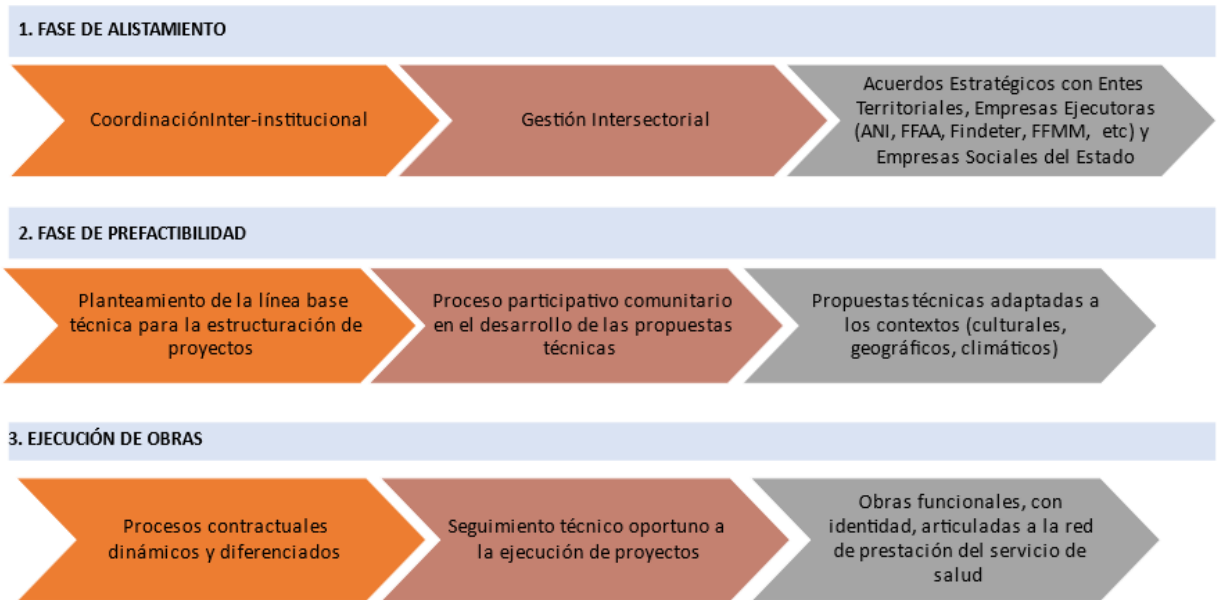 1. FASE DE ALISTAMIENTO
CoordinaciónInter-institucional
Gestión Intersectorial
Acuerdos Estratégicos con Entes
Territoriales, Empresas Ejecutoras
(ANI, FFAA, Findeter, FFMM, etc) y
Empresas Sociales del Estado
2. FASE DE PREFACTIBILIDAD
Planteamiento de la línea base
técnica para la estructuración de
proyectos
Proceso participativo comunitario
en el desarrollo de las propuestas
técnicas
Propuestas técnicas adaptadas a
los contextos (culturales,
geográficos, climáticos)
3. EJECUCIÓN DE OBRAS
Procesos contractuales
dinámicos y diferenciados
Seguimiento técnico oportuno a
la ejecución de proyectos
Obras funcionales, con
identidad, articuladas a la red
de prestación del servicio de
salud